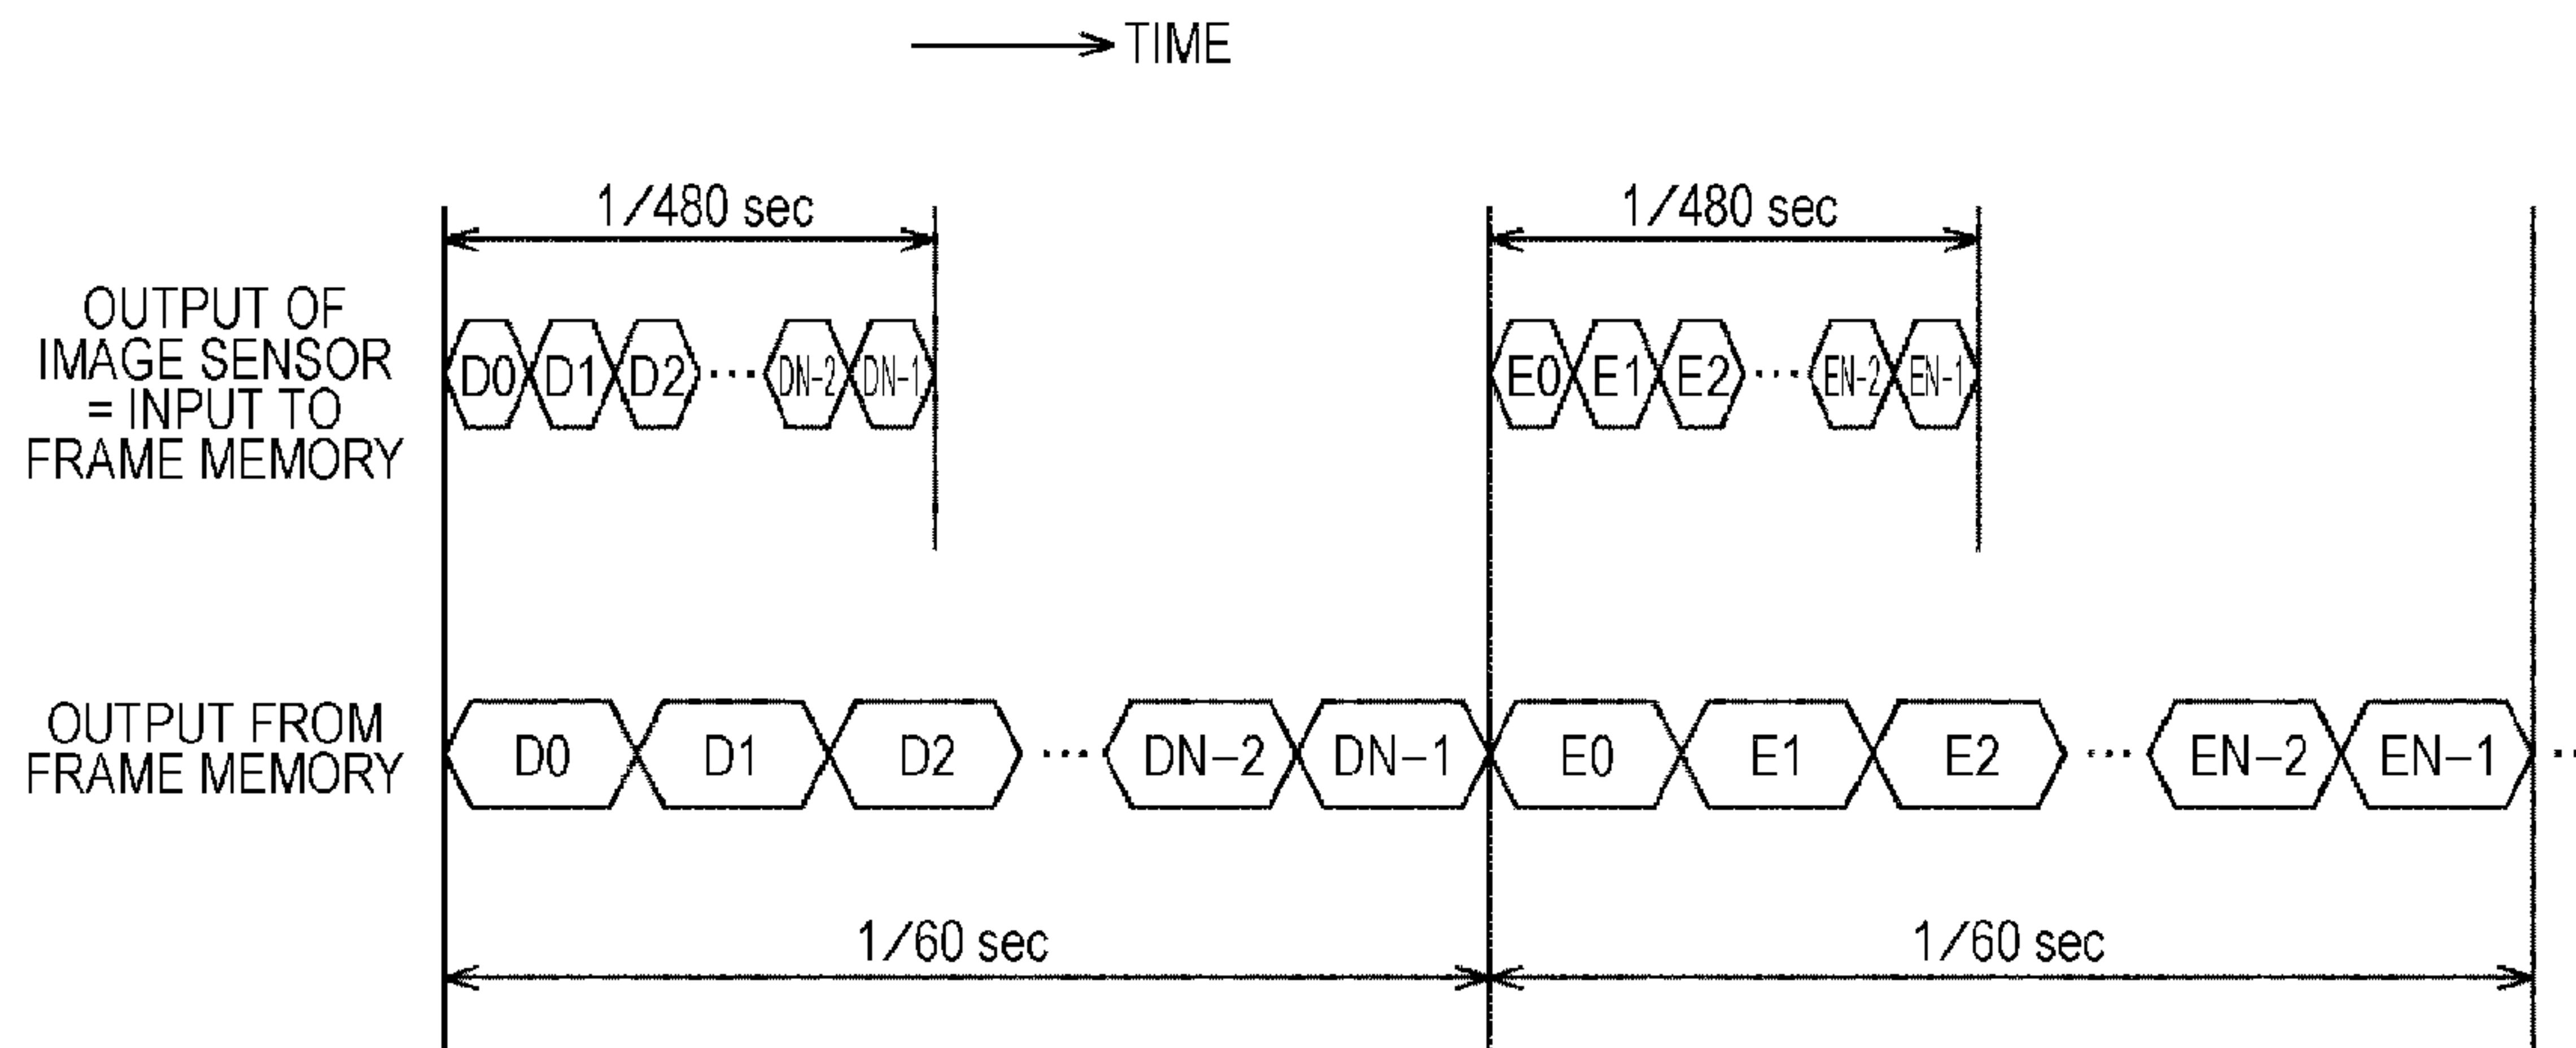 TIME
1/480 sec
1/480 sec
OUTPUT OF
IMAGE SENSOR
= INPUT TO
FRAME MEMORY
D0 D1 D2 ··· DN-2 DN-1
E0 E1 E2 ··· EN-2 EN-1
OUTPUT FROM
FRAME MEMORY
D0 D1 D2 ··· DN-2 DN-1 E0 E1 E2 ··· EN-2 EN-1 ··
1/60 sec
1/60 sec